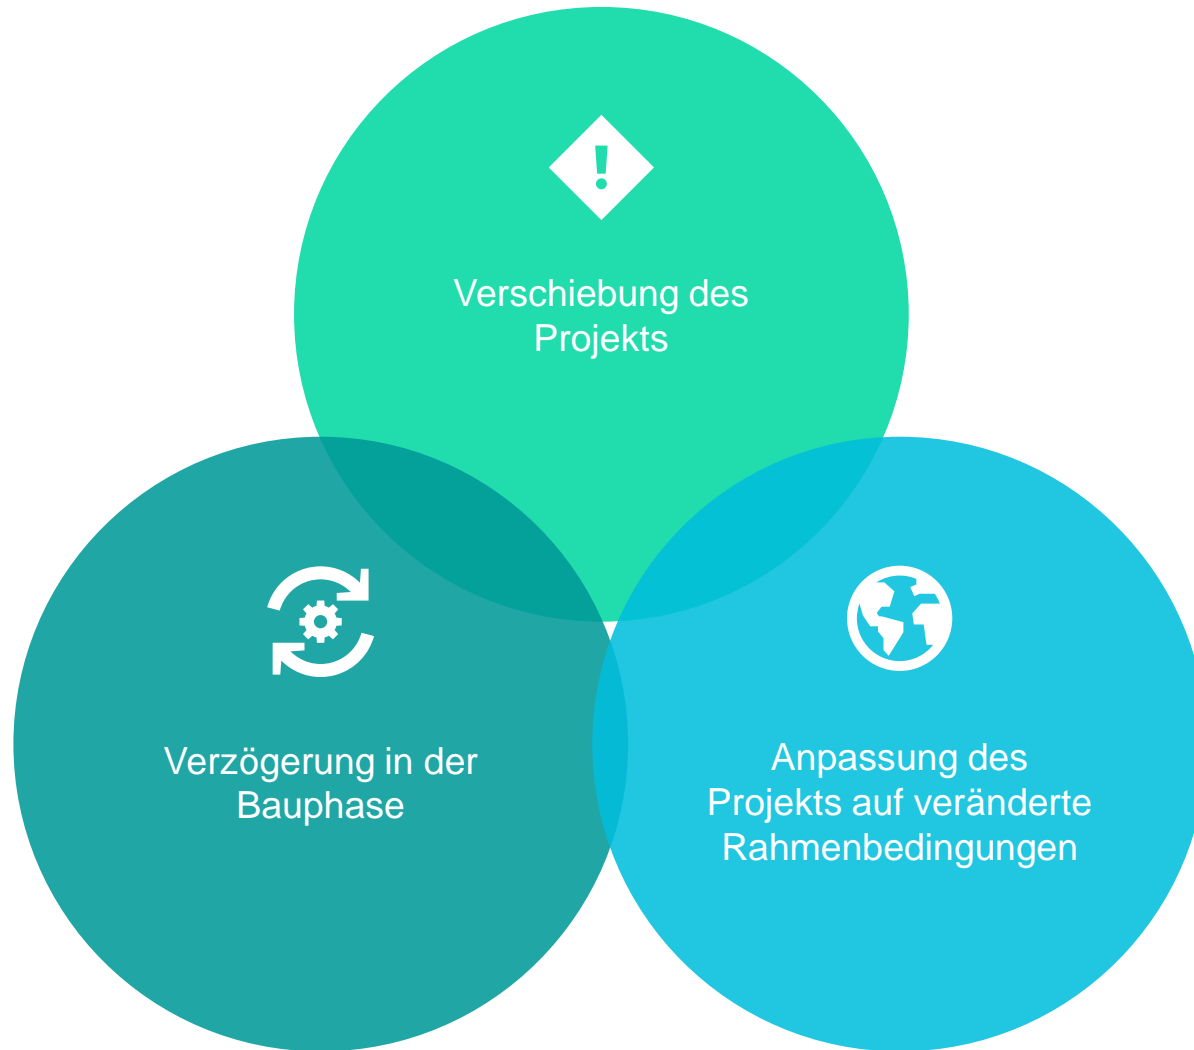 Verschiebung des
Projekts
Verzögerung in der
Bauphase
Anpassung des
Projekts auf veränderte
Rahmenbedingungen